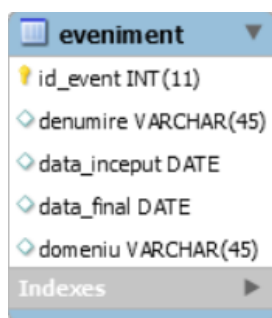 eveniment
id_event INT(11)
denumire VARCHAR(45)
data_inceput DATE
data_final DATE
domeniu VARCHAR(45)
Indexes